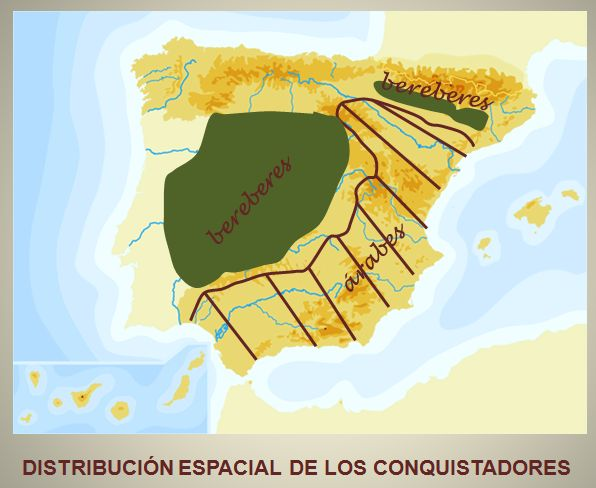 bereberes
bereberes
árabes
DISTRIBUCIÓN ESPACIAL DE LOS CONQUISTADORES